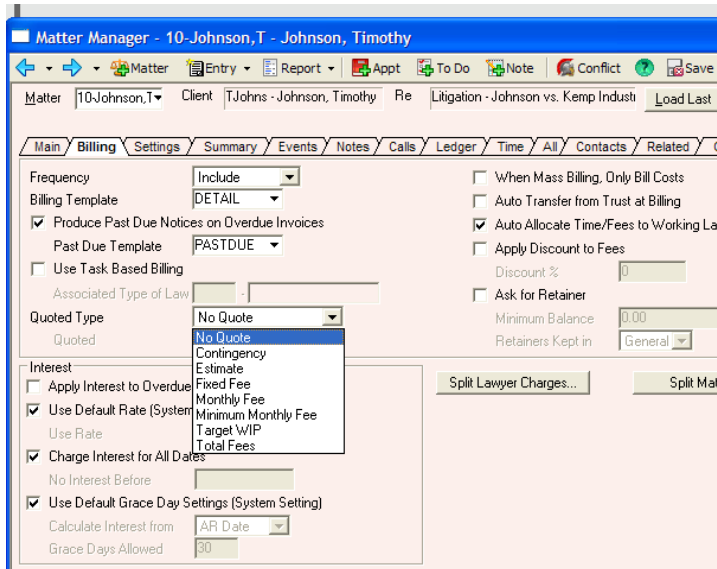 Matter Manager - 10-Johnson,T - Johnson, Timothy
Matter Entry Report Appt To Do Note Conflict ? Save
Matter 10-Johnson,T Client TJohns - Johnson, Timothy Re Litigation - Johnson vs. Kemp Industi Load Last
Main Billing Settings Summary Events Notes Calls Ledger Time All Contacts Related
Frequency Include When Mass Billing, Only Bill Costs
Billing Template DETAIL Auto Transfer from Trust at Billing
Produce Past Due Notices on Overdue Invoices Auto Allocate Time/Fees to Working La
Past Due Template PASTDUE Apply Discount to Fees
Use Task Based Billing Discount % 0
Associated Type of Law - Ask for Retainer
Quoted Type No Quote Minimum Balance 0.00
Quoted No Quote Retainers Kept in General
Contingency
Estimate
Interest Fixed Fee
Apply Interest to Overdue Monthly Fee Split Lawyer Charges... Split Mat
Use Default Rate (System Minimum Monthly Fee
Use Rate Target WIP
Total Fees
Charge Interest for All Dates
No Interest Before
Use Default Grace Day Settings (System Setting)
Calculate Interest from AR Date
Grace Days Allowed 30